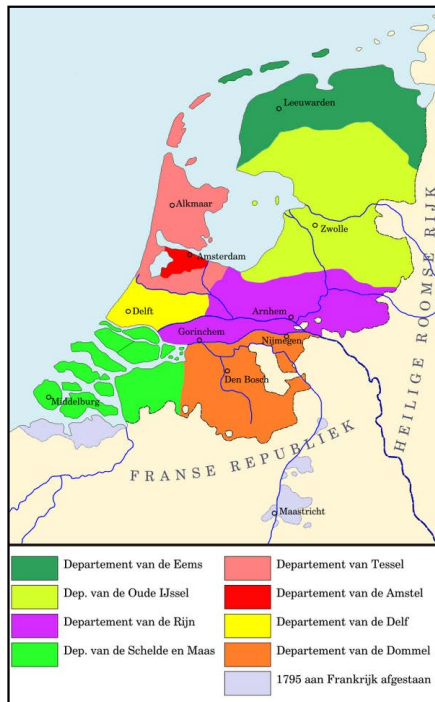 Leeuwarden
Alkmaar
Zwolle
Amsterdam
Delft
Arnhem
Gorinchem
Nijmegen
Den Bosch
Middelburg
HEILIGE ROOMSE RIJK
FRANSE REPUBLIEK
Maastricht
Departement van de Eems
Dep. van de Oude IJssel
Departement van de Rijn
Dep. van de Schelde en Maas
Departement van Tessel
Departement van de Amstel
Departement van de Delf
Departement van de Dommel
1795 aan Frankrijk afgestaan